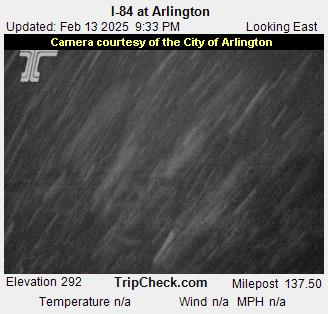 I-84 at Arlington
Updated: Feb 13 2025 9:33 PM Looking East
Camera courtesy of the City of Arlington
Elevation 292 TripCheck.com Milepost 137.50
Temperature n/a Wind n/a MPH n/a